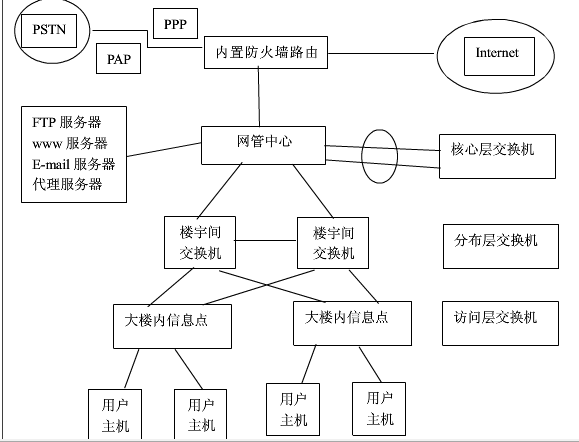 PSTN
PPP
PAP
内置防火墙路由
Internet
FTP 服务器
www 服务器
E-mail 服务器
代理服务器
网管中心
核心层交换机
楼宇间
交换机
楼宇间
交换机
分布层交换机
大楼内信息点
大楼内信息点
访问层交换机
用户
主机
用户
主机
用户
主机
用户
主机